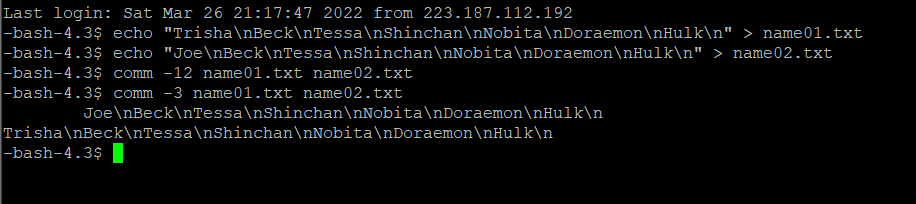 Last login: Sat Mar 26 21:17:47 2022 from 223.187.112.192
-bash-4.3$ echo "Trisha\nBeck\nTessa\nShinchan\nNobita\nDoraemon\nHulk\n" > name01.txt
-bash-4.3$ echo "Joe\nBeck\nTessa\nShinchan\nNobita\nDoraemon\nHulk\n" > name02.txt
-bash-4.3$ comm -12 name01.txt name02.txt
-bash-4.3$ comm -3 name01.txt name02.txt
        Joe\nBeck\nTessa\nShinchan\nNobita\nDoraemon\nHulk\n
Trisha\nBeck\nTessa\nShinchan\nNobita\nDoraemon\nHulk\n
-bash-4.3$